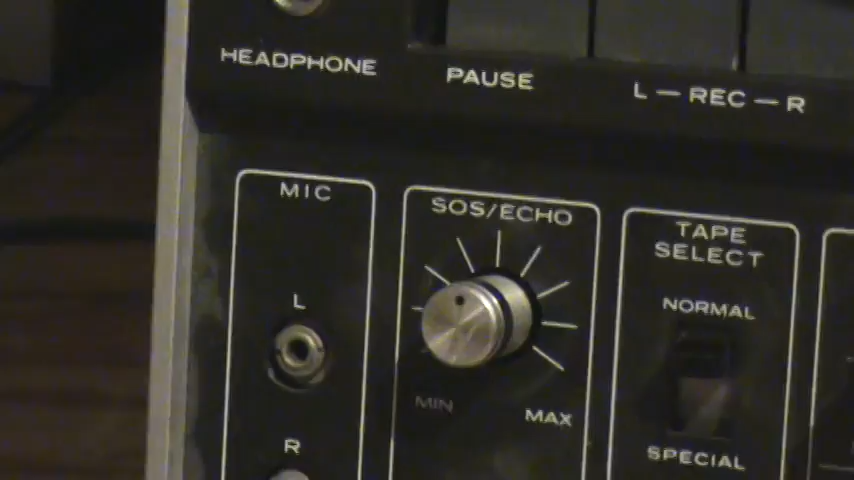 HEADPHONE
PAUSE
L — REC — R
MIC
L
R
SOS/ECHO
MIN
MAX
TAPE
SELECT
NORMAL
SPECIAL